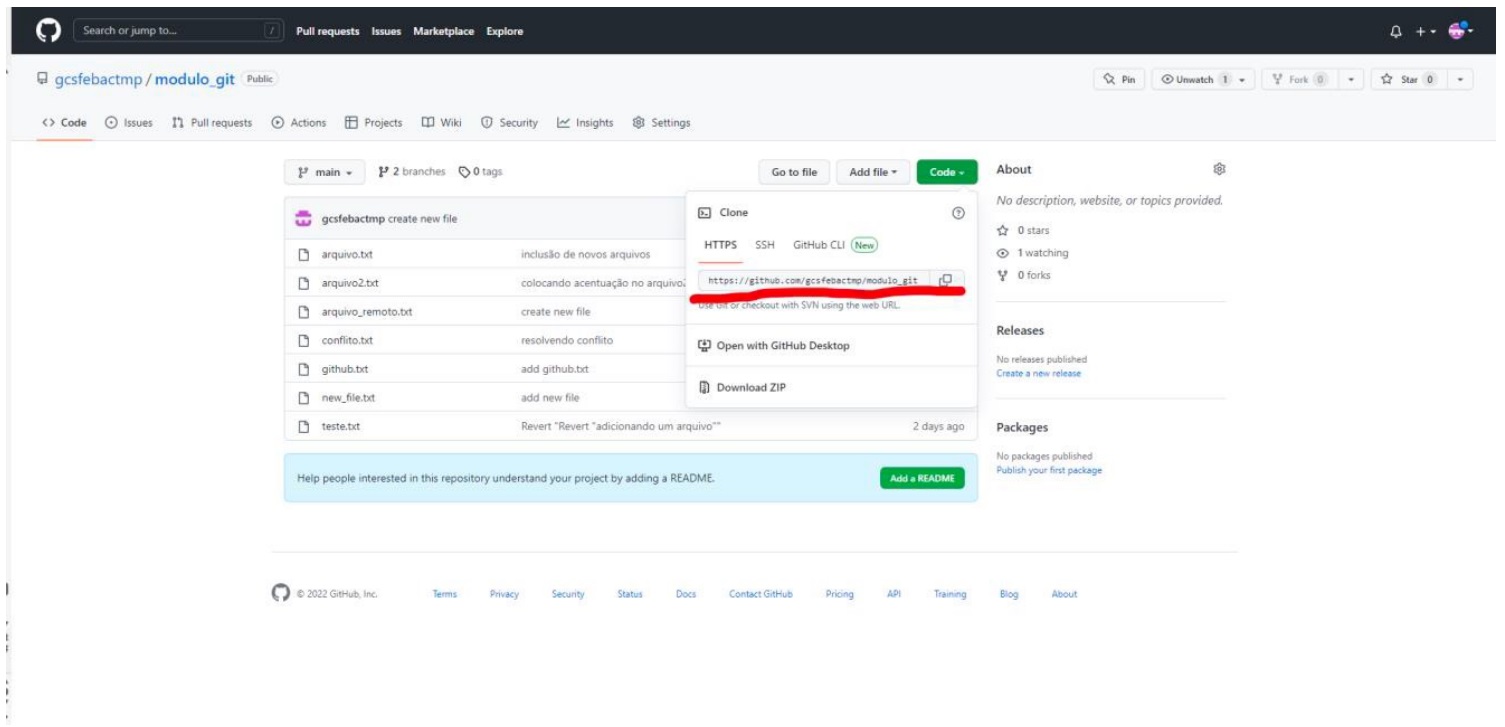 Search or jump to... / Pull requests Issues Marketplace Explore
gcsfebactmp / modulo_git Public Pin Unwatch 1 Fork 0 Star 0
<> Code Issues Pull requests Actions Projects Wiki Security Insights Settings
main 2 branches 0 tags Go to file Add file Code
gcsfebactmp create new file
arquivo.txt inclusão de novos arquivos
arquivo2.txt colocando acentuação no arquivo2
arquivo_remoto.txt create new file
conflito.txt resolvendo conflito
github.txt add github.txt
new_file.txt add new file
teste.txt Revert "Revert "adicionando um arquivo"" 2 days ago
Clone
HTTPS SSH GitHub CLI New
https://github.com/gcsfebactmp/modulo_git
Use Git or checkout with SVN using the web URL.
Open with GitHub Desktop
Download ZIP
Help people interested in this repository understand your project by adding a README. Add a README
About
No description, website, or topics provided.
0 stars
1 watching
0 forks
Releases
No releases published
Create a new release
Packages
No packages published
Publish your first package
© 2022 GitHub, Inc. Terms Privacy Security Status Docs Contact GitHub Pricing API Training Blog About